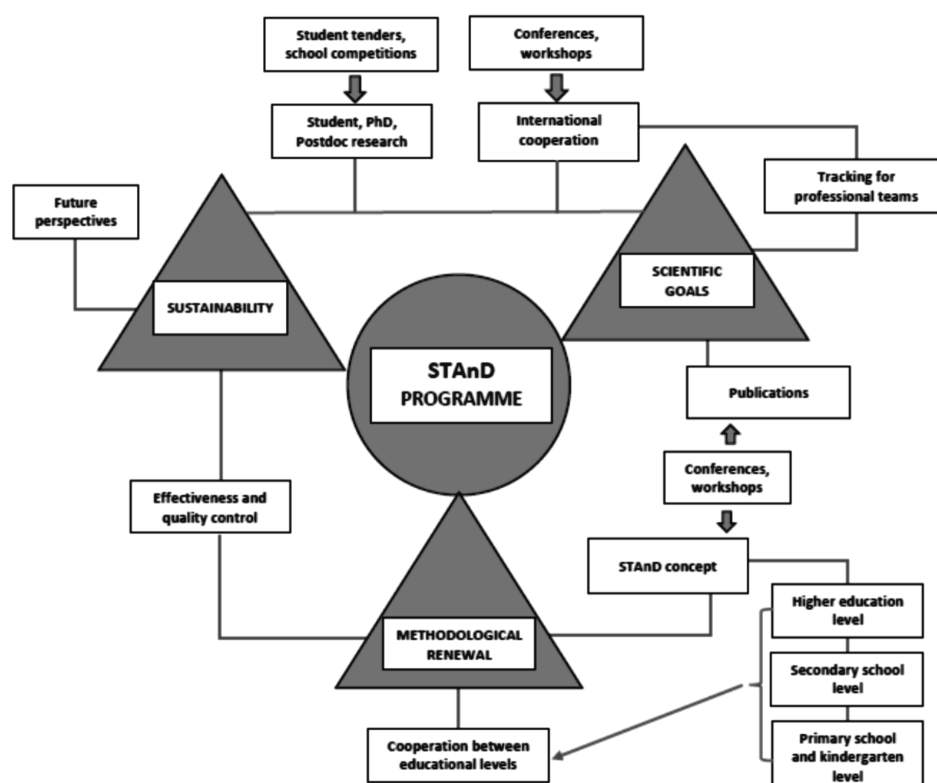 Student tenders,
school competitions
Conferences,
workshops
Student, PhD,
Postdoc research
International
cooperation
Tracking for
professional teams
Future
perspectives
SUSTAINABILITY
SCIENTIFIC
GOALS
STAnD
PROGRAMME
Publications
Conferences,
workshops
Effectiveness and
quality control
STAnD concept
Higher education
level
METHODOLOGICAL
RENEWAL
Secondary school
level
Cooperation between
educational levels
Primary school
and kindergarten
level